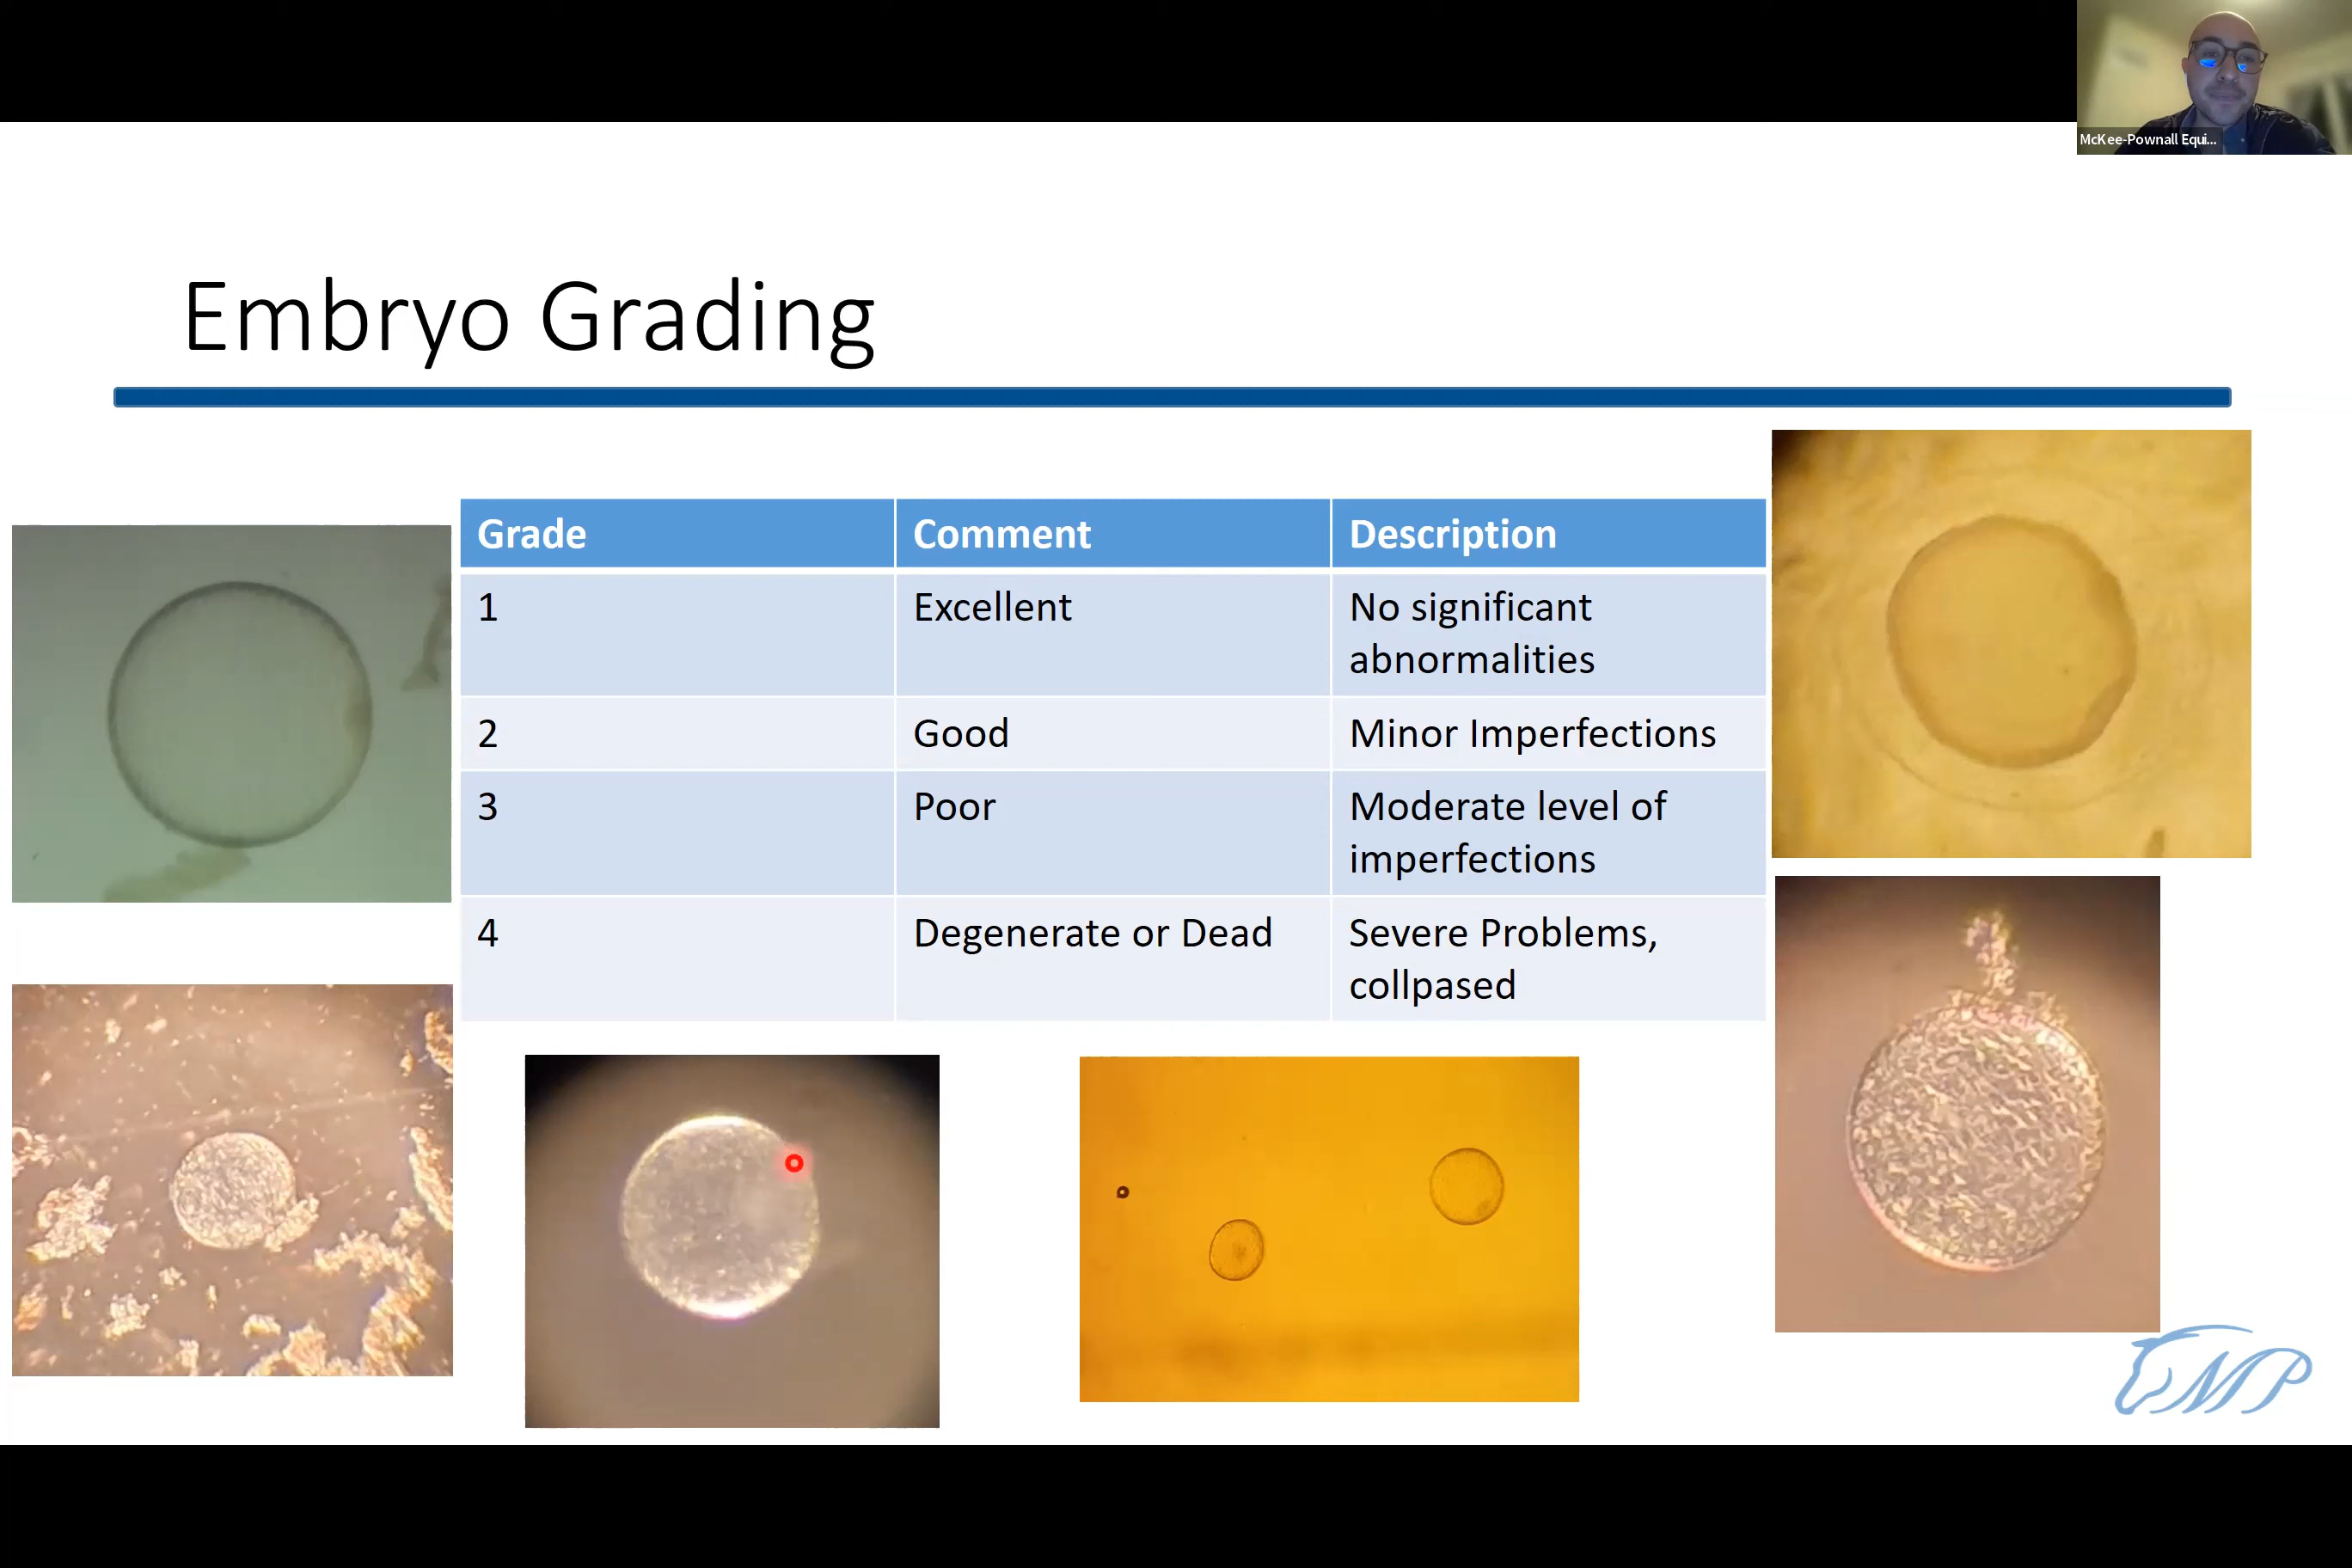 McKee-Pownall Equi...
Embryo Grading
Grade Comment Description
1 Excellent No significant
abnormalities
2 Good Minor Imperfections
3 Poor Moderate level of
imperfections
4 Degenerate or Dead Severe Problems,
collpased
MP